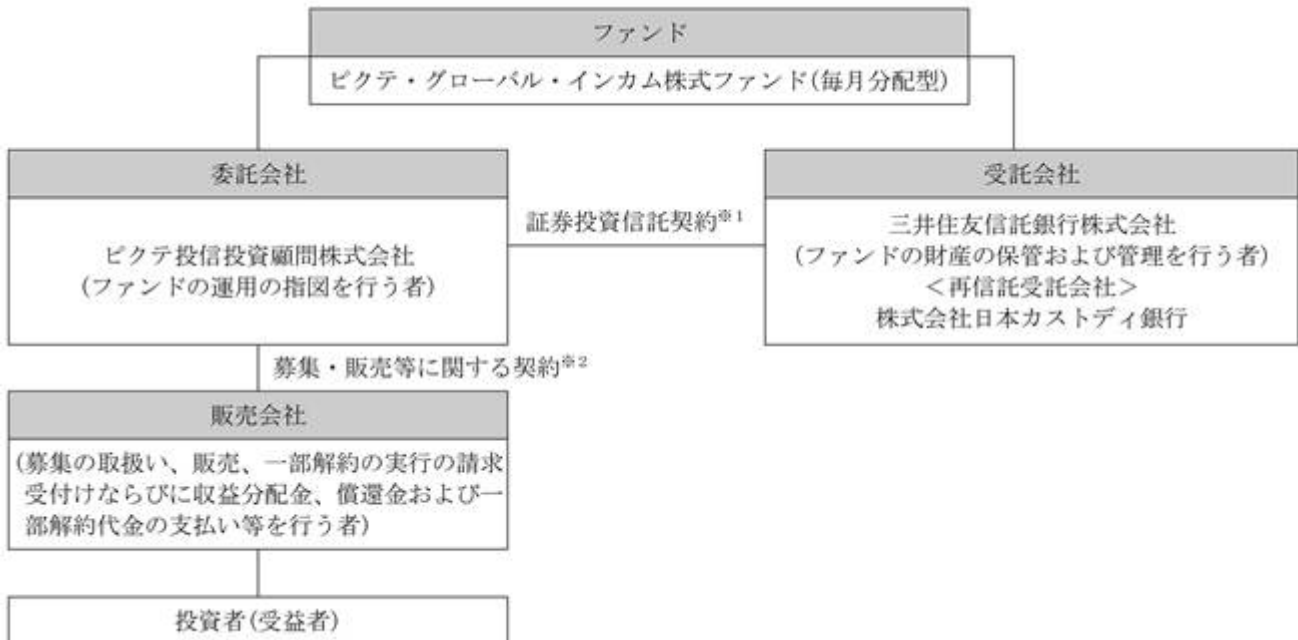 ファンド
ピクテ・グローバル・インカム株式ファンド(毎月分配型)
委託会社
ピクテ投信投資顧問株式会社
(ファンドの運用の指図を行う者)
証券投資信託契約※1
受託会社
三井住友信託銀行株式会社
(ファンドの財産の保管および管理を行う者)
<再信託受託会社>
株式会社日本カストディ銀行
募集・販売等に関する契約※2
販売会社
(募集の取扱い、販売、一部解約の実行の請求
受付けならびに収益分配金、償還金および一
部解約代金の支払い等を行う者)
投資者(受益者)